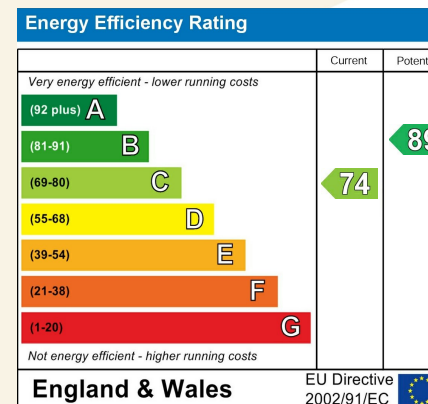 Energy Efficiency Rating
Current Potent
Very energy efficient - lower running costs
(92 plus) A
(81-91) B
89
(69-80) C
74
(55-68) D
(39-54) E
(21-38) F
(1-20) G
Not energy efficient - higher running costs
England & Wales
EU Directive
2002/91/EC